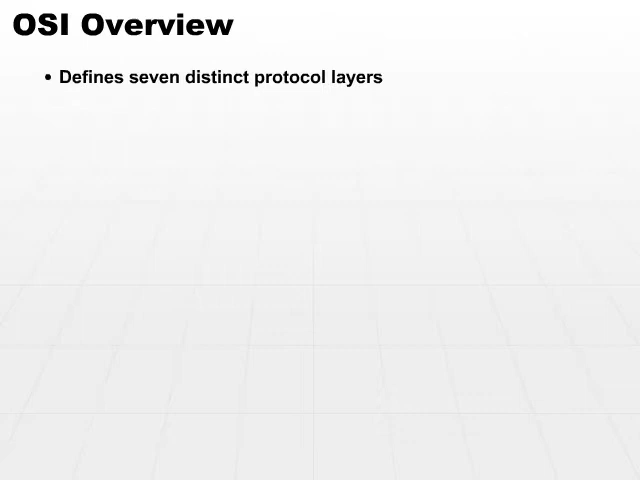 OSI Overview
• Defines seven distinct protocol layers